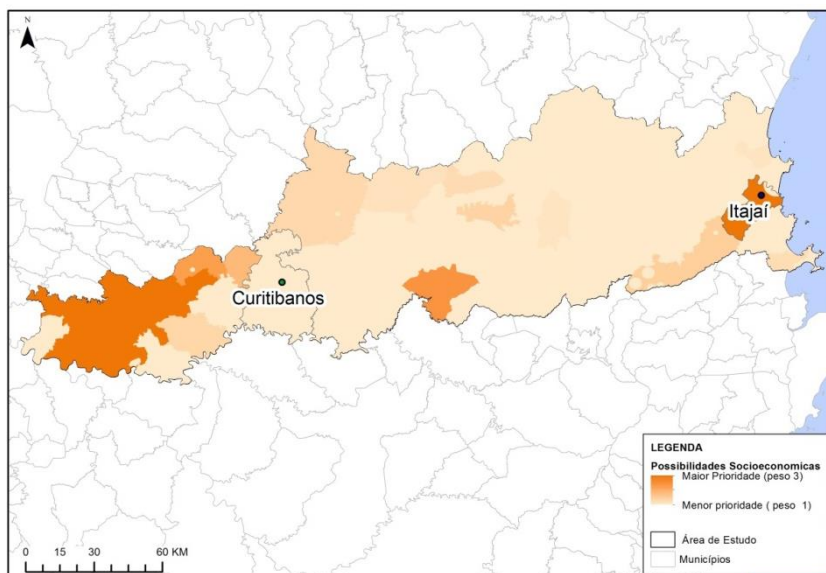 N
Itajaí
Curitibanos
LEGENDA
Possibilidades Socioeconomicas
Maior Prioridade (peso 3)
Menor prioridade ( peso 1)
Área de Estudo
Municípios
0 15 30 60 KM